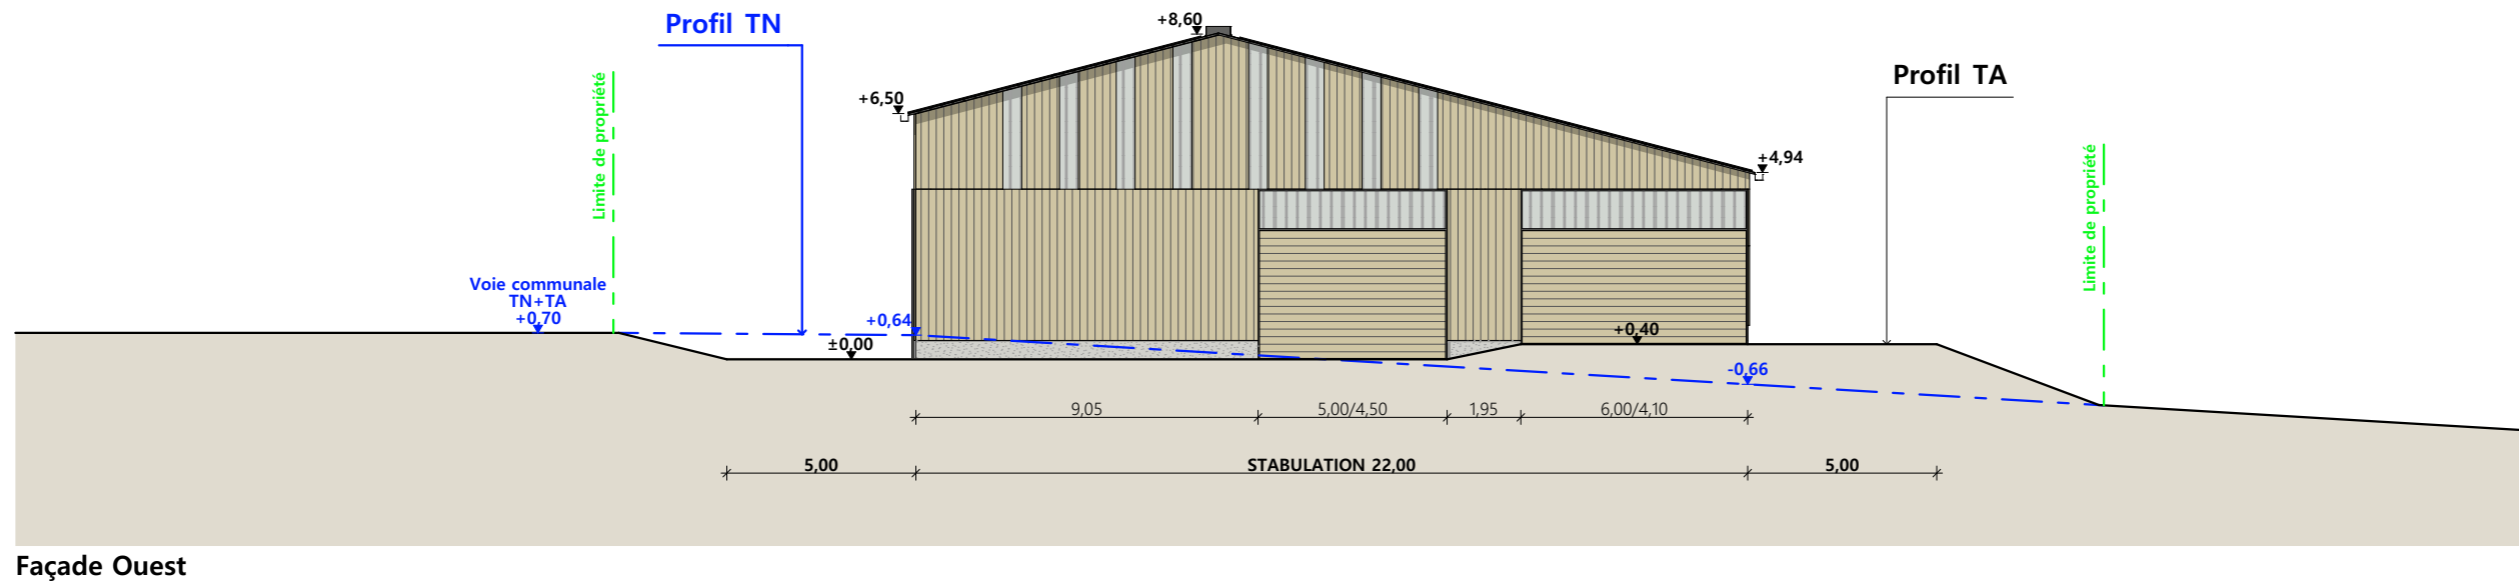 Profil TN
+8,60
Profil TA
Limite de propriété
+6,50
+4,94
Limite de propriété
Voie communale
TN+TA
+0,70
+0,64
±0,00
+0,40
-0,66
9,05
5,00/4,50
1,95
6,00/4,10
5,00
STABULATION 22,00
5,00
Façade Ouest